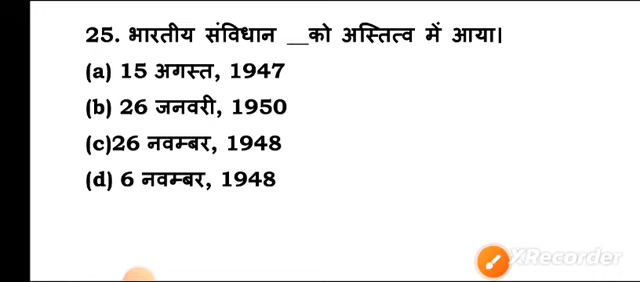 25. भारतीय संविधान __को अस्तित्व में आया।
(a) 15 अगस्त, 1947
(b) 26 जनवरी, 1950
(c)26 नवम्बर, 1948
(d) 6 नवम्बर, 1948
XRecorder